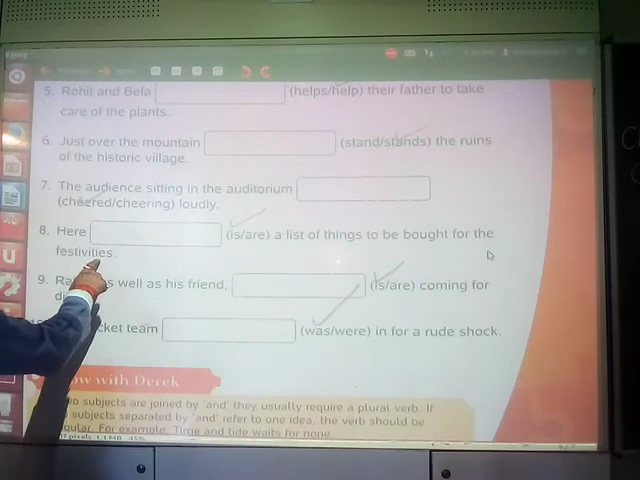 5. Rohit and Bela (helps/help) their father to take
care of the plants.
6. Just over the mountain (stand/stands) the ruins
of the historic village.
7. The audience sitting in the auditorium
(cheered/cheering) loudly.
8. Here (is/are) a list of things to be bought for the
festivities.
9. well as his friend, (is/are) coming for
team (was/were) in for a rude shock.
with Derek
subjects are joined by 'and' they usually require a plural verb. If
subjects separated by 'and' refer to one idea, the verb should be
For example, Time and tide waits for none.